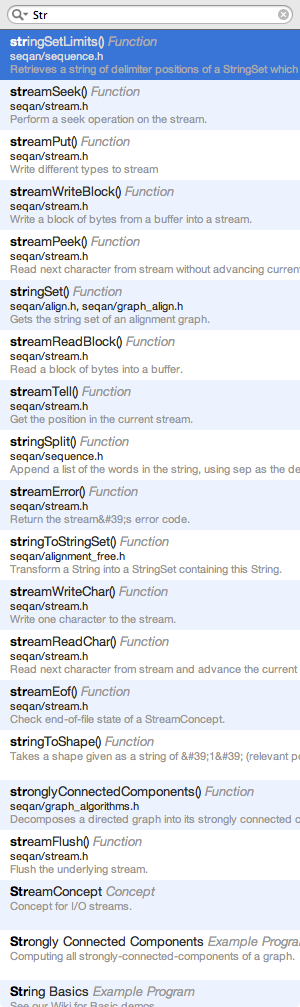 Str
stringSetLimits() Function
seqan/sequence.h
Retrieves a string of delimiter positions of a StringSet which
streamSeek() Function
seqan/stream.h
Perform a seek operation on the stream.
streamPut() Function
seqan/stream.h
Write different types to stream
streamWriteBlock() Function
seqan/stream.h
Write a block of bytes from a buffer into a stream.
streamPeek() Function
seqan/stream.h
Read next character from stream without advancing curren
stringSet() Function
seqan/align.h, seqan/graph_align.h
Gets the string set of an alignment graph.
streamReadBlock() Function
seqan/stream.h
Read a block of bytes into a buffer.
streamTell() Function
seqan/stream.h
Get the position in the current stream.
stringSplit() Function
seqan/sequence.h
Append a list of the words in the string, using sep as the de
streamError() Function
seqan/stream.h
Return the stream&#39;s error code.
stringToStringSet() Function
seqan/alignment_free.h
Transform a String into a StringSet containing this String.
streamWriteChar() Function
seqan/stream.h
Write one character to the stream.
streamReadChar() Function
seqan/stream.h
Read next character from stream and advance the current
streamEof() Function
seqan/stream.h
Check end-of-file state of a StreamConcept.
stringToShape() Function
Takes a shape given as a string of &#39;1&#39; (relevant po
stronglyConnectedComponents() Function
seqan/graph_algorithms.h
Decomposes a directed graph into its strongly connected c
streamFlush() Function
seqan/stream.h
Flush the underlying stream.
StreamConcept Concept
Concept for I/O streams.
Strongly Connected Components Example Progra
Computing all strongly-connected-components of a graph.
String Basics Example Program
See our Wiki for Basic demos